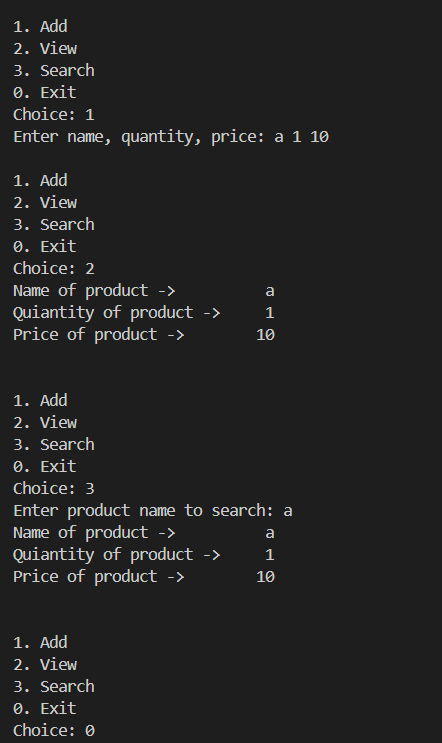 1. Add
2. View
3. Search
0. Exit
Choice: 1
Enter name, quantity, price: a 1 10
1. Add
2. View
3. Search
0. Exit
Choice: 2
Name of product -> a
Quiantity of product -> 1
Price of product -> 10
1. Add
2. View
3. Search
0. Exit
Choice: 3
Enter product name to search: a
Name of product -> a
Quiantity of product -> 1
Price of product -> 10
1. Add
2. View
3. Search
0. Exit
Choice: 0